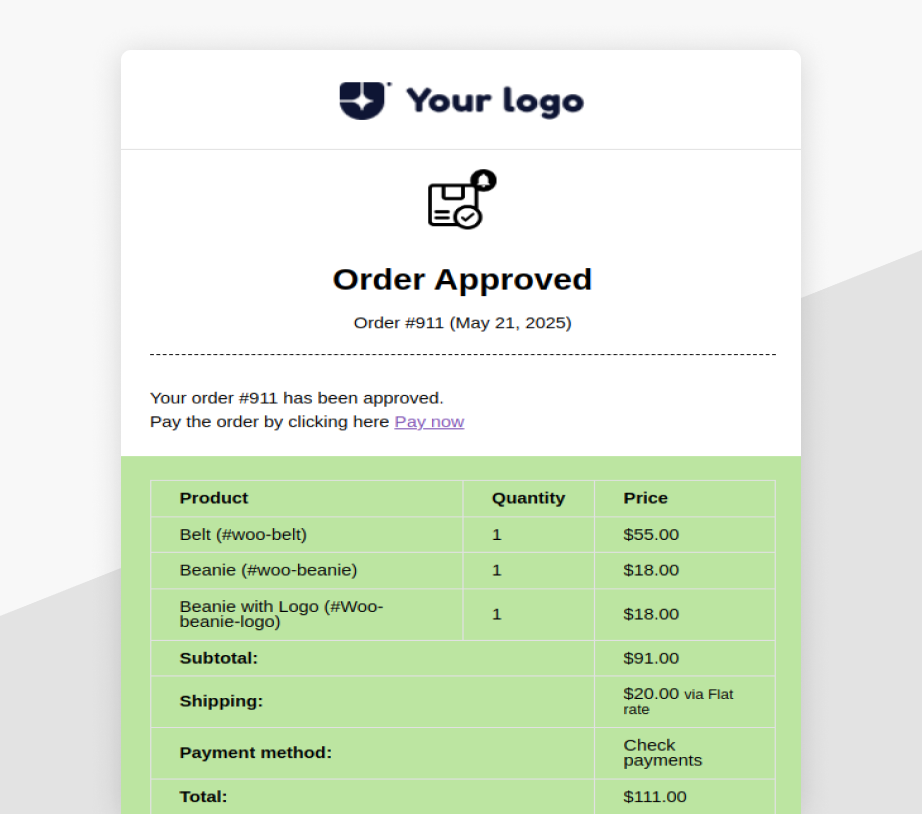 Your logo
Order Approved
Order #911 (May 21, 2025)
Your order #911 has been approved.
Pay the order by clicking here Pay now
Product Quantity Price
Belt (#woo-belt) 1 $55.00
Beanie (#woo-beanie) 1 $18.00
Beanie with Logo (#Woo-
beanie-logo) 1 $18.00
Subtotal: $91.00
Shipping: $20.00 via Flat
rate
Payment method: Check
payments
Total: $111.00